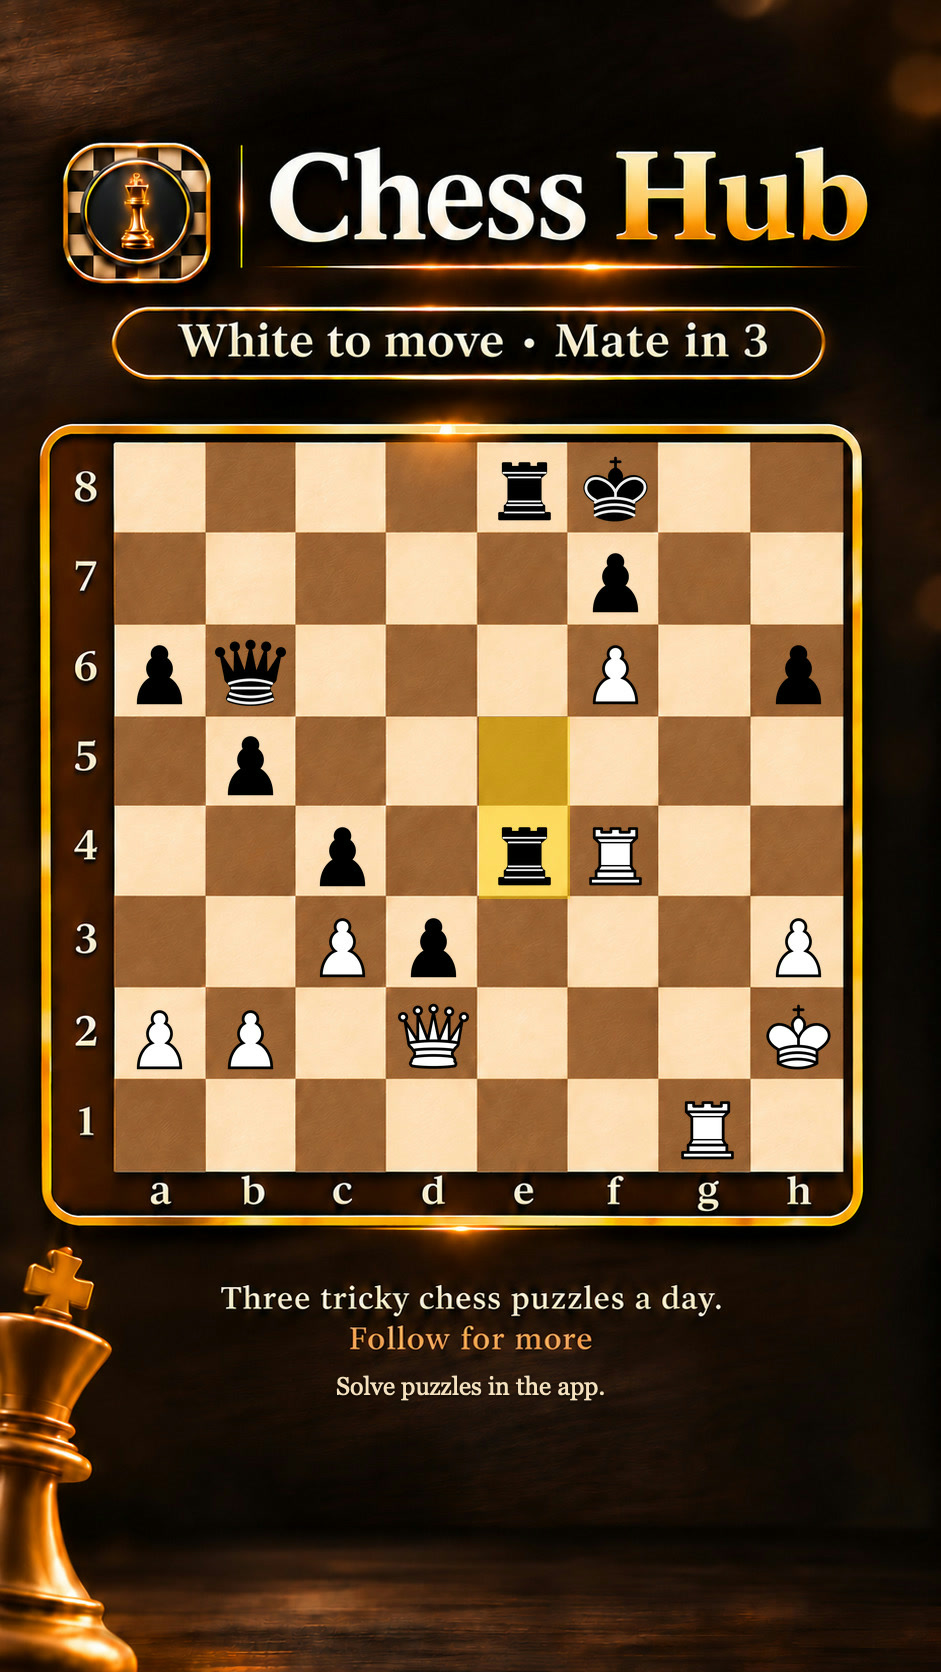 Chess Hub
White to move • Mate in 3
8
7
6
5
4
3
2
1
a b c d e f g h
Three tricky chess puzzles a day.
Follow for more
Solve puzzles in the app.